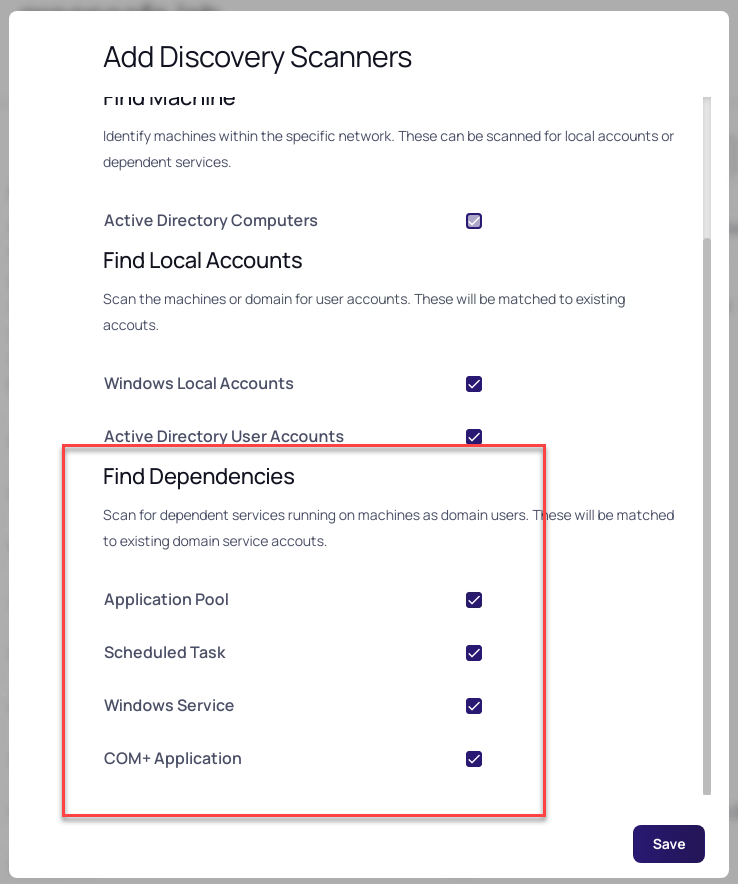 Add Discovery Scanners
Find Machine
Identify machines within the specific network. These can be scanned for local accounts or
dependent services.
Active Directory Computers
Find Local Accounts
Scan the machines or domain for user accounts. These will be matched to existing
accouts.
Windows Local Accounts
Active Directory User Accounts
Find Dependencies
Scan for dependent services running on machines as domain users. These will be matched
to existing domain service accouts.
Application Pool
Scheduled Task
Windows Service
COM+ Application
Save